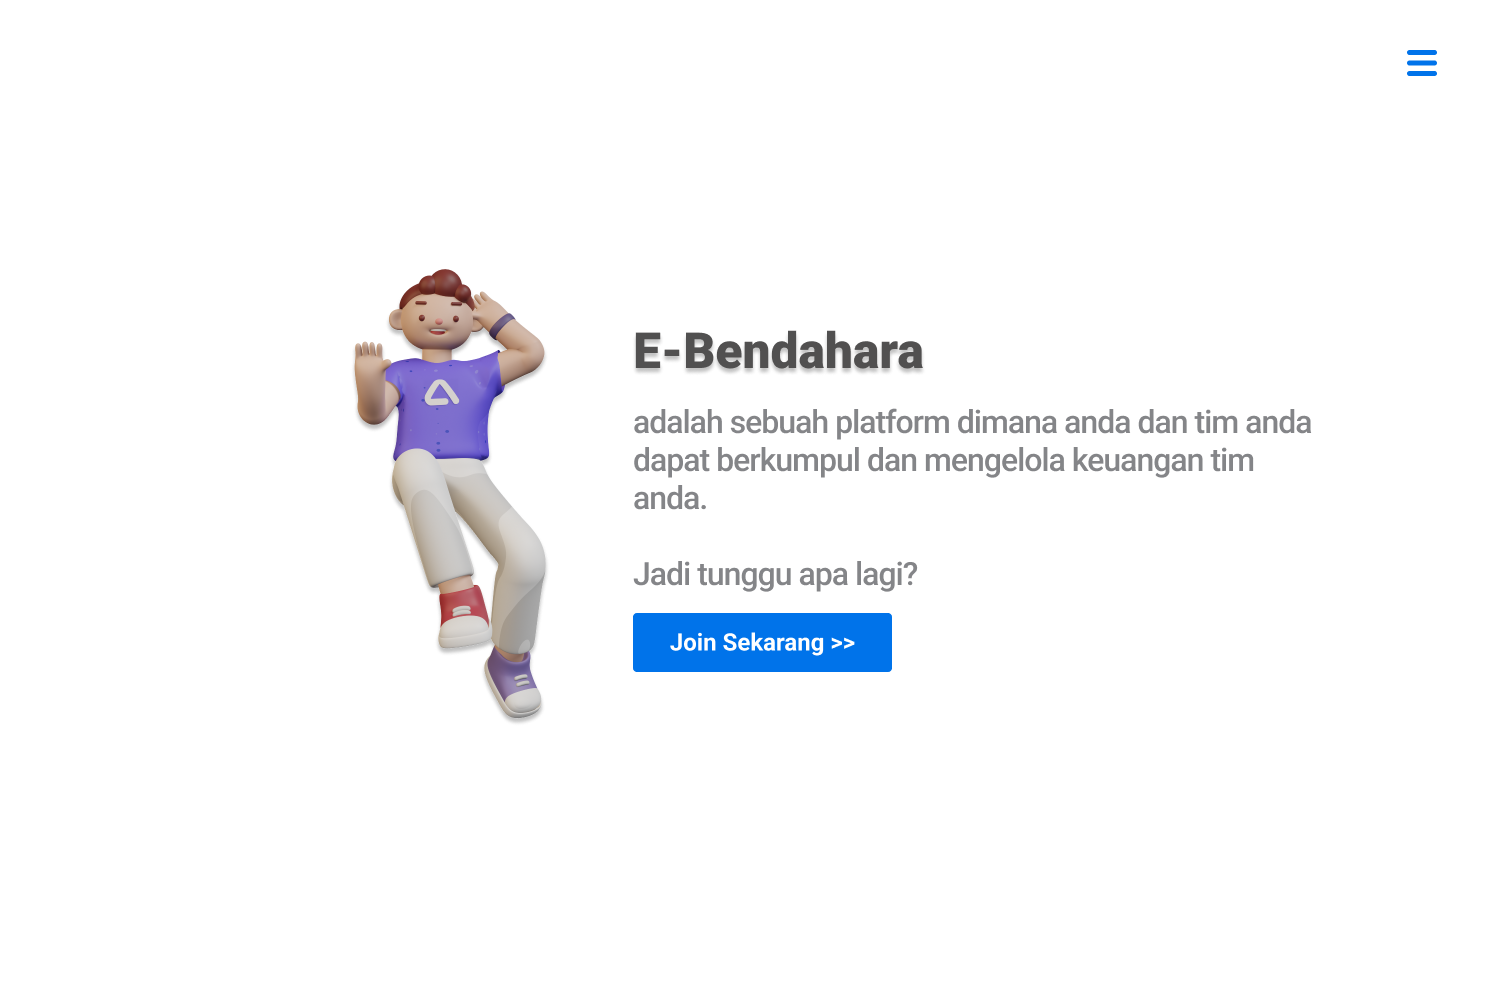 E-Bendahara
adalah sebuah platform dimana anda dan tim anda
dapat berkumpul dan mengelola keuangan tim
anda.
Jadi tunggu apa lagi?
Join Sekarang >>